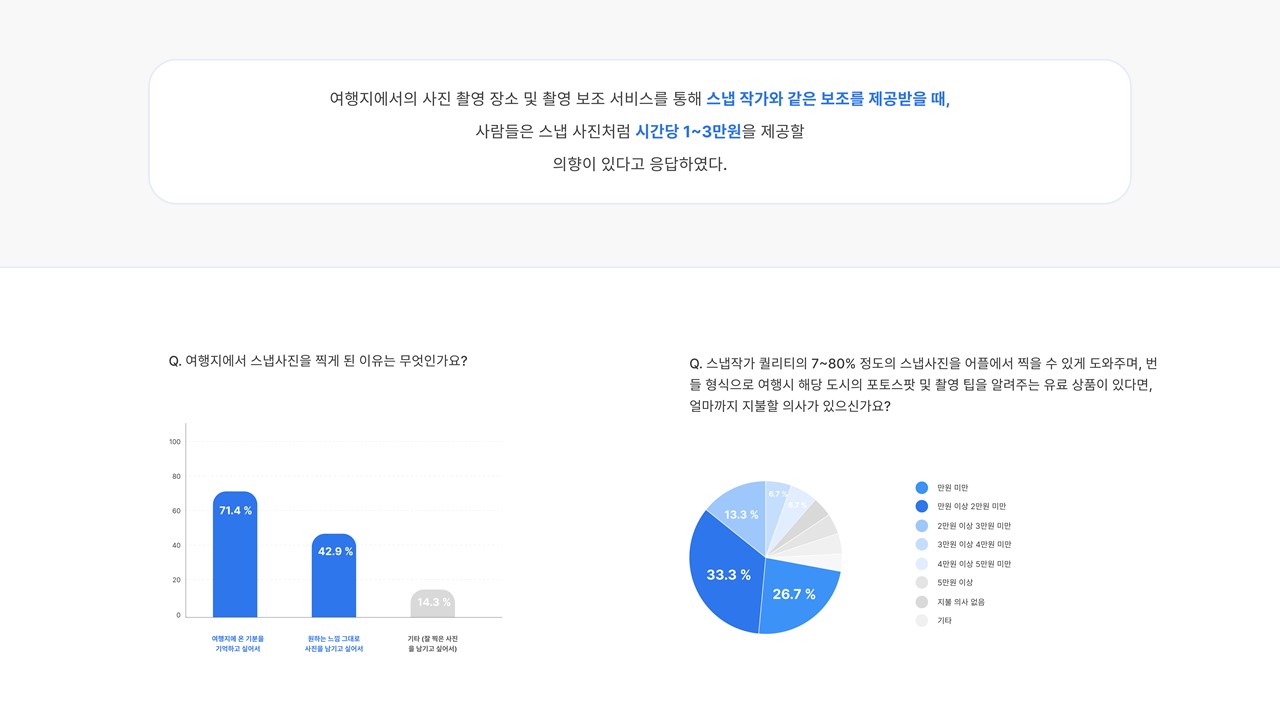 여행지에서의 사진 촬영 장소 및 촬영 보조 서비스를 통해 스냅 작가와 같은 보조를 제공받을 때,
사람들은 스냅 사진처럼 시간당 1~3만원을 제공할
의향이 있다고 응답하였다.
Q. 여행지에서 스냅사진을 찍게 된 이유는 무엇인가요?
100
80
60
40
20
0
71.4 %
42.9 %
14.3 %
여행지에 온 기분을
기억하고 싶어서
원하는 느낌 그대로
사진을 남기고 싶어서
기타 (잘 찍은 사진
을 남기고 싶어서)
Q. 스냅작가 퀄리티의 7~80% 정도의 스냅사진을 어플에서 찍을 수 있게 도와주며, 번
들 형식으로 여행시 해당 도시의 포토스팟 및 촬영 팁을 알려주는 유료 상품이 있다면,
얼마까지 지불할 의사가 있으신가요?
13.3 %
6.7 %
6.7 %
33.3 %
26.7 %
만원 미만
만원 이상 2만원 미만
2만원 이상 3만원 미만
3만원 이상 4만원 미만
4만원 이상 5만원 미만
5만원 이상
지불 의사 없음
기타